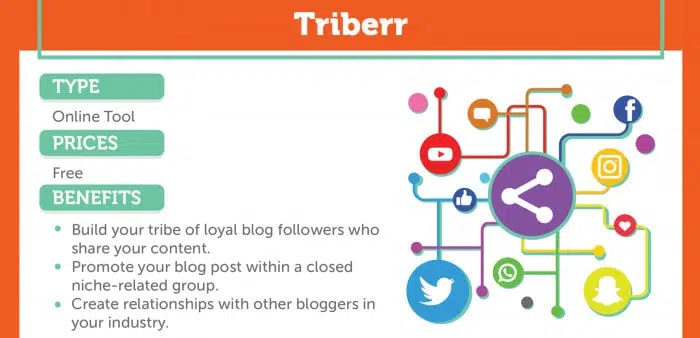 Triberr
TYPE
Online Tool
PRICES
Free
BENEFITS
• Build your tribe of loyal blog followers who
share your content.
• Promote your blog post within a closed
niche-related group.
• Create relationships with other bloggers in
your industry.